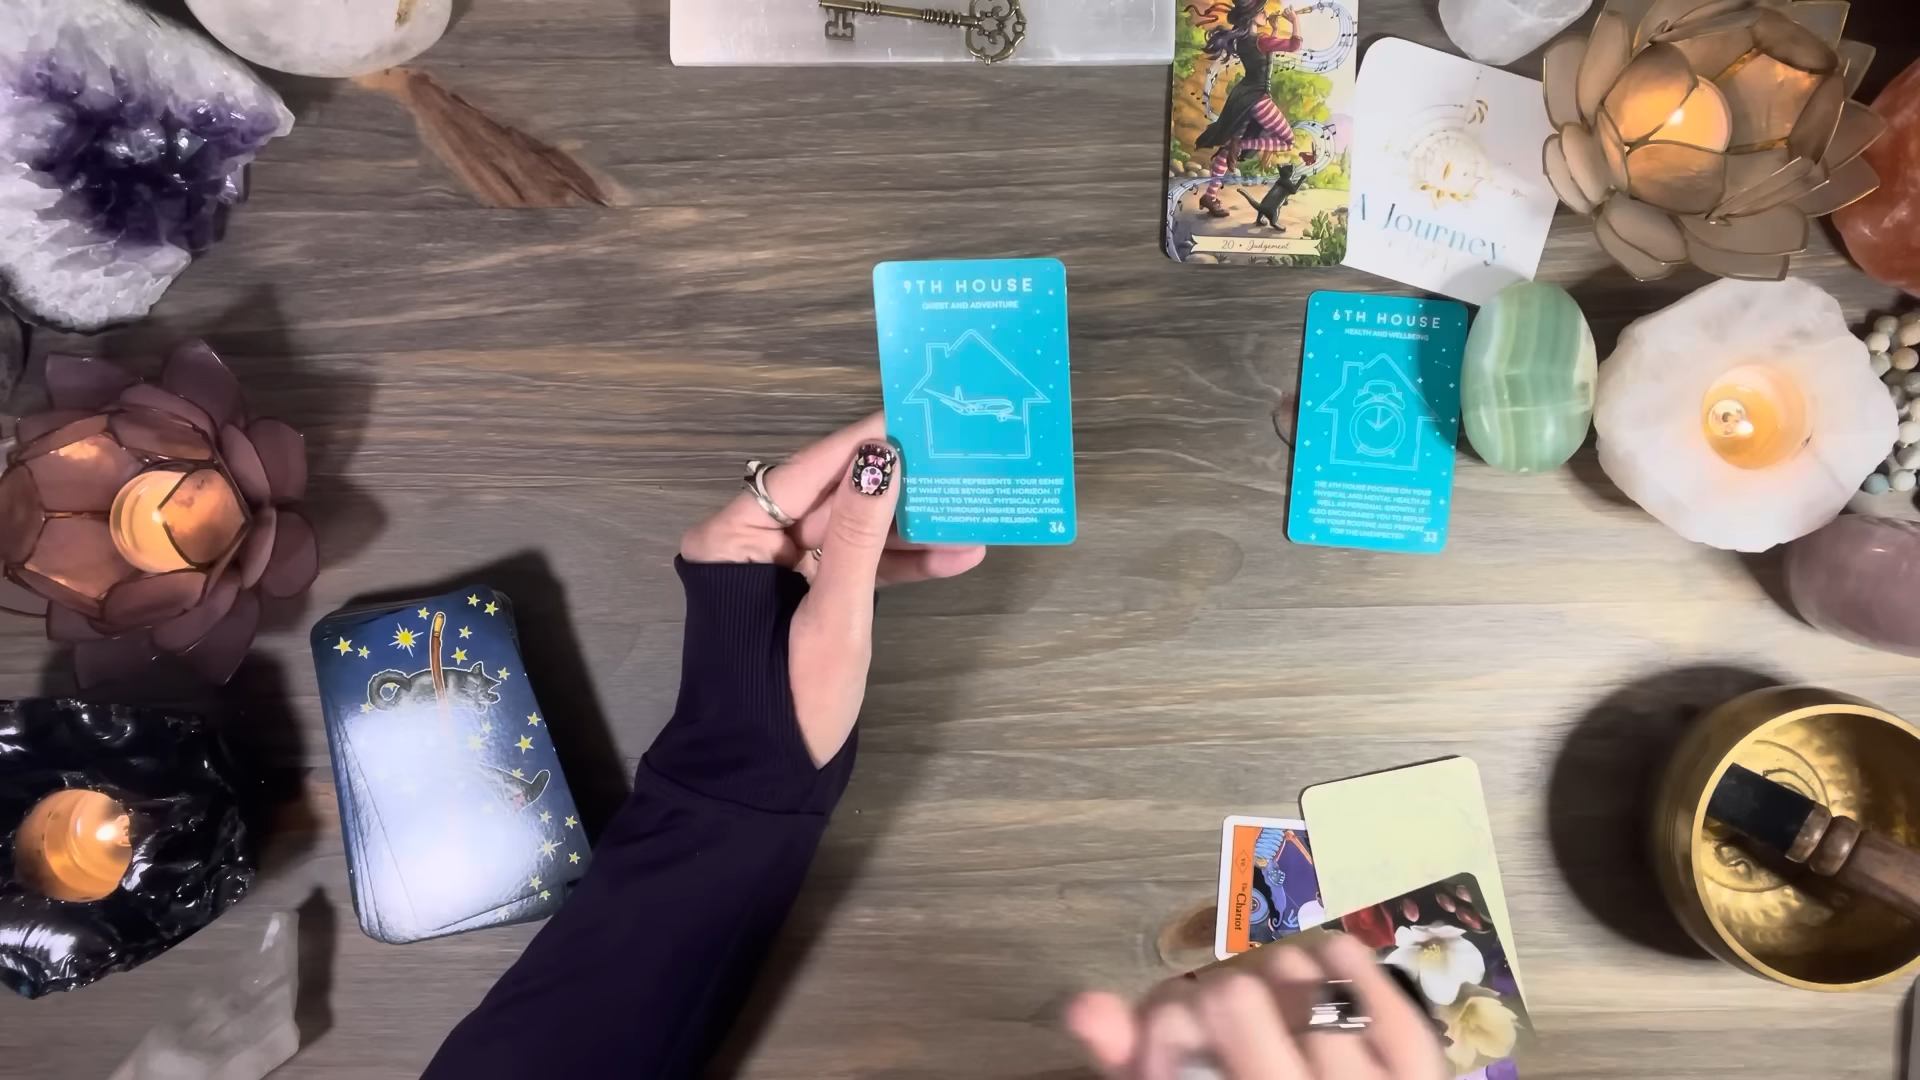 20 • Judgement
A Journey
9TH HOUSE
QUEST AND ADVENTURE
THE 9TH HOUSE REPRESENTS YOUR SENSE
OF WHAT LIES BEYOND THE HORIZON. IT
INVITES US TO TRAVEL PHYSICALLY AND
MENTALLY THROUGH HIGHER EDUCATION,
PHILOSOPHY AND RELIGION.
36
6TH HOUSE
HEALTH AND WELLBEING
THE 6TH HOUSE FOCUSES ON YOUR
PHYSICAL AND MENTAL HEALTH AS
WELL AS PERSONAL GROWTH. IT
ALSO ENCOURAGES YOU TO REFLECT
ON YOUR ROUTINE AND PREPARE
FOR THE UNEXPECTED.
33
The Chariot